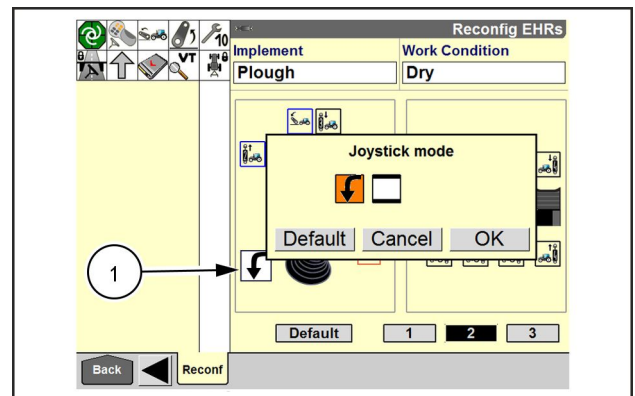 Reconfig EHRs
VT
10
Implement
Work Condition
Plough
Dry
Joystick mode
Default
Cancel
OK
1
Default
1
2
3
Back
Reconf